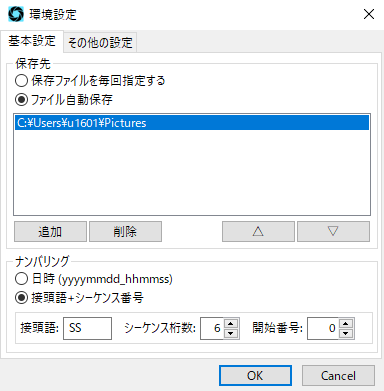 環境設定
基本設定 その他の設定
保存先
保存ファイルを毎回指定する
ファイル自動保存
C:¥Users¥u1601¥Pictures
追加 削除 △ ▽
ナンバリング
日時 (yyyymmdd_hhmmss)
接頭語+シーケンス番号
接頭語: SS シーケンス桁数: 6 開始番号: 0
OK Cancel